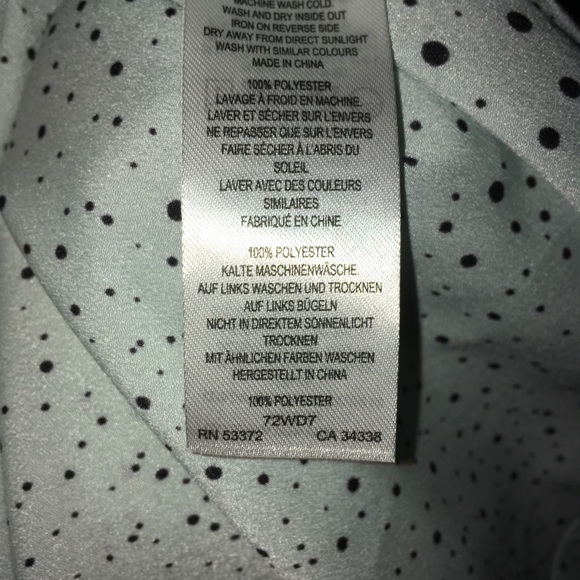 MACHINE WASH COLD.
WASH AND DRY INSIDE OUT
IRON ON REVERSE SIDE
DRY AWAY FROM DIRECT SUNLIGHT
WASH WITH SIMILAR COLOURS
MADE IN CHINA
100% POLYESTER
LAVAGE À FROID EN MACHINE.
LAVER ET SÉCHER SUR L'ENVERS
NE REPASSER QUE SUR L'ENVERS
FAIRE SÉCHER À L'ABRIS DU
SOLEIL
LAVER AVEC DES COULEURS
SIMILAIRES
FABRIQUÉ EN CHINE
100% POLYESTER
KALTE MASCHINENWÄSCHE.
AUF LINKS WASCHEN UND TROCKNEN
AUF LINKS BÜGELN
NICHT IN DIREKTEM SONNENLICHT
TROCKNEN
MIT ÄHNLICHEN FARBEN WASCHEN
HERGESTELLT IN CHINA
100% POLYESTER
72WD7
RN 53372 CA 34338